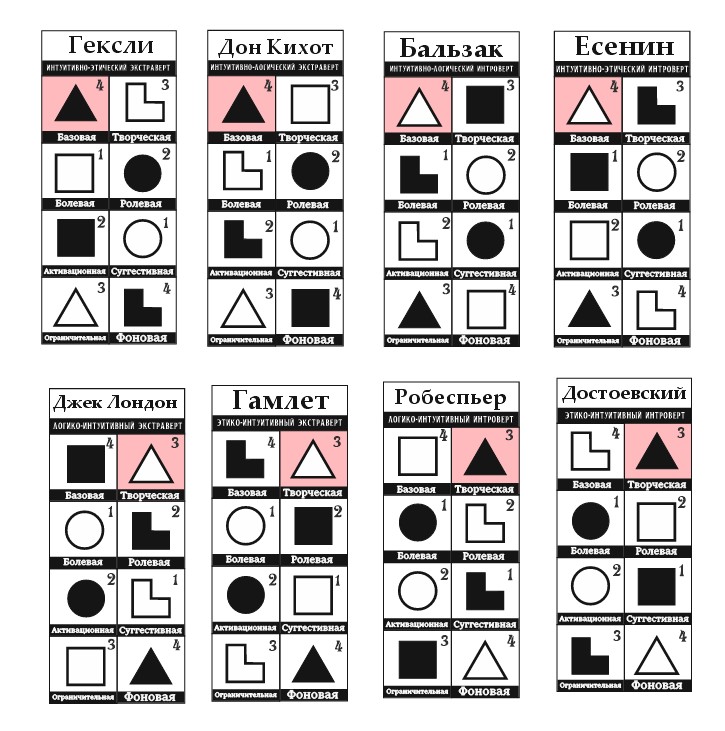 Гексли
ИНТУИТИВНО-ЭТИЧЕСКИЙ ЭКСТРАВЕРТ
4 3
Базовая Творческая
1 2
Болевая Ролевая
2 1
Активационная Суггестивная
3 4
Ограничительная Фоновая
Дон Кихот
ИНТУИТИВНО-ЛОГИЧЕСКИЙ ЭКСТРАВЕРТ
4 3
Базовая Творческая
1 2
Болевая Ролевая
2 1
Активационная Суггестивная
3 4
Ограничительная Фоновая
Бальзак
ИНТУИТИВНО-ЛОГИЧЕСКИЙ ИНТРОВЕРТ
4 3
Базовая Творческая
1 2
Болевая Ролевая
2 1
Активационная Суггестивная
3 4
Ограничительная Фоновая
Есенин
ИНТУИТИВНО-ЭТИЧЕСКИЙ ИНТРОВЕРТ
4 3
Базовая Творческая
1 2
Болевая Ролевая
2 1
Активационная Суггестивная
3 4
Ограничительная Фоновая
Джек Лондон
ЛОГИКО-ИНТУИТИВНЫЙ ЭКСТРАВЕРТ
4 3
Базовая Творческая
1 2
Болевая Ролевая
2 1
Активационная Суггестивная
3 4
Ограничительная Фоновая
Гамлет
ЭТИКО-ИНТУИТИВНЫЙ ЭКСТРАВЕРТ
4 3
Базовая Творческая
1 2
Болевая Ролевая
2 1
Активационная Суггестивная
3 4
Ограничительная Фоновая
Робеспьер
ЛОГИКО-ИНТУИТИВНЫЙ ИНТРОВЕРТ
4 3
Базовая Творческая
1 2
Болевая Ролевая
2 1
Активационная Суггестивная
3 4
Ограничительная Фоновая
Достоевский
ЭТИКО-ИНТУИТИВНЫЙ ИНТРОВЕРТ
4 3
Базовая Творческая
1 2
Болевая Ролевая
2 1
Активационная Суггестивная
3 4
Ограничительная Фоновая